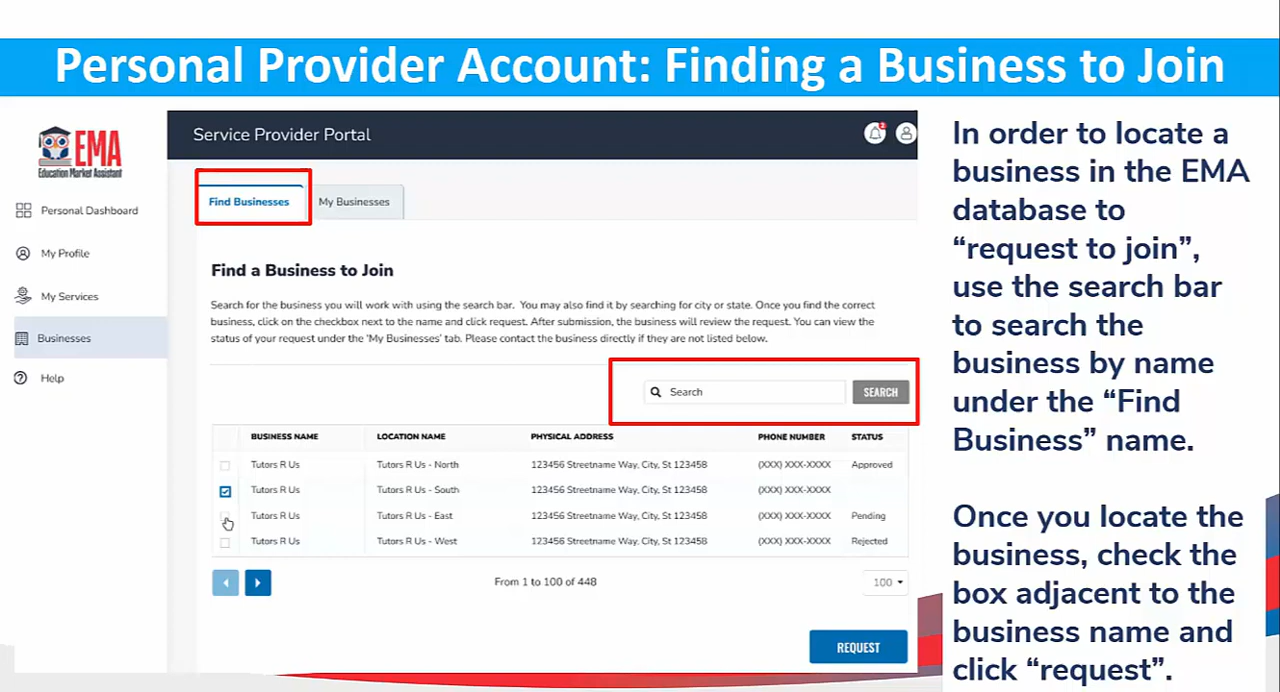 Personal Provider Account: Finding a Business to Join
EMA
Education Market Assistant
Personal Dashboard
My Profile
My Services
Businesses
Help
Service Provider Portal
Find Businesses
My Businesses
Find a Business to Join
Search for the business you will work with using the search bar. You may also find it by searching for city or state. Once you find the correct
business, click on the checkbox next to the name and click request. After submission, the business will review the request. You can view the
status of your request under the 'My Businesses' tab. Please contact the business directly if they are not listed below.
Search
SEARCH
BUSINESS NAME LOCATION NAME PHYSICAL ADDRESS PHONE NUMBER STATUS
Tutors R Us Tutors R Us - North 123456 Streetname Way, City, St 123458 (XXX) XXX-XXXX Approved
Tutors R Us Tutors R Us - South 123456 Streetname Way, City, St 123458 (XXX) XXX-XXXX
Tutors R Us Tutors R Us - East 123456 Streetname Way, City, St 123458 (XXX) XXX-XXXX Pending
Tutors R Us Tutors R Us - West 123456 Streetname Way, City, St 123458 (XXX) XXX-XXXX Rejected
From 1 to 100 of 448
100
REQUEST
In order to locate a
business in the EMA
database to
“request to join”,
use the search bar
to search the
business by name
under the “Find
Business” name.
Once you locate the
business, check the
box adjacent to the
business name and
click “request”.